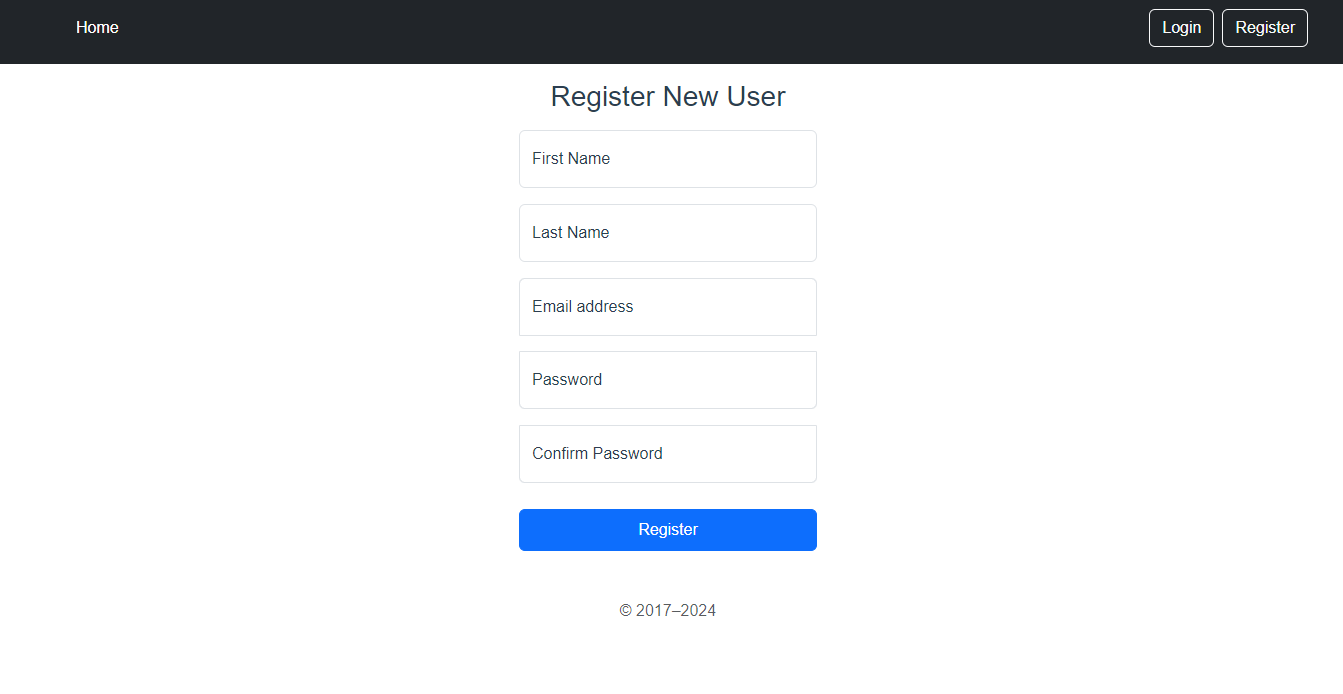 Home Login Register
Register New User
First Name
Last Name
Email address
Password
Confirm Password
Register
© 2017–2024